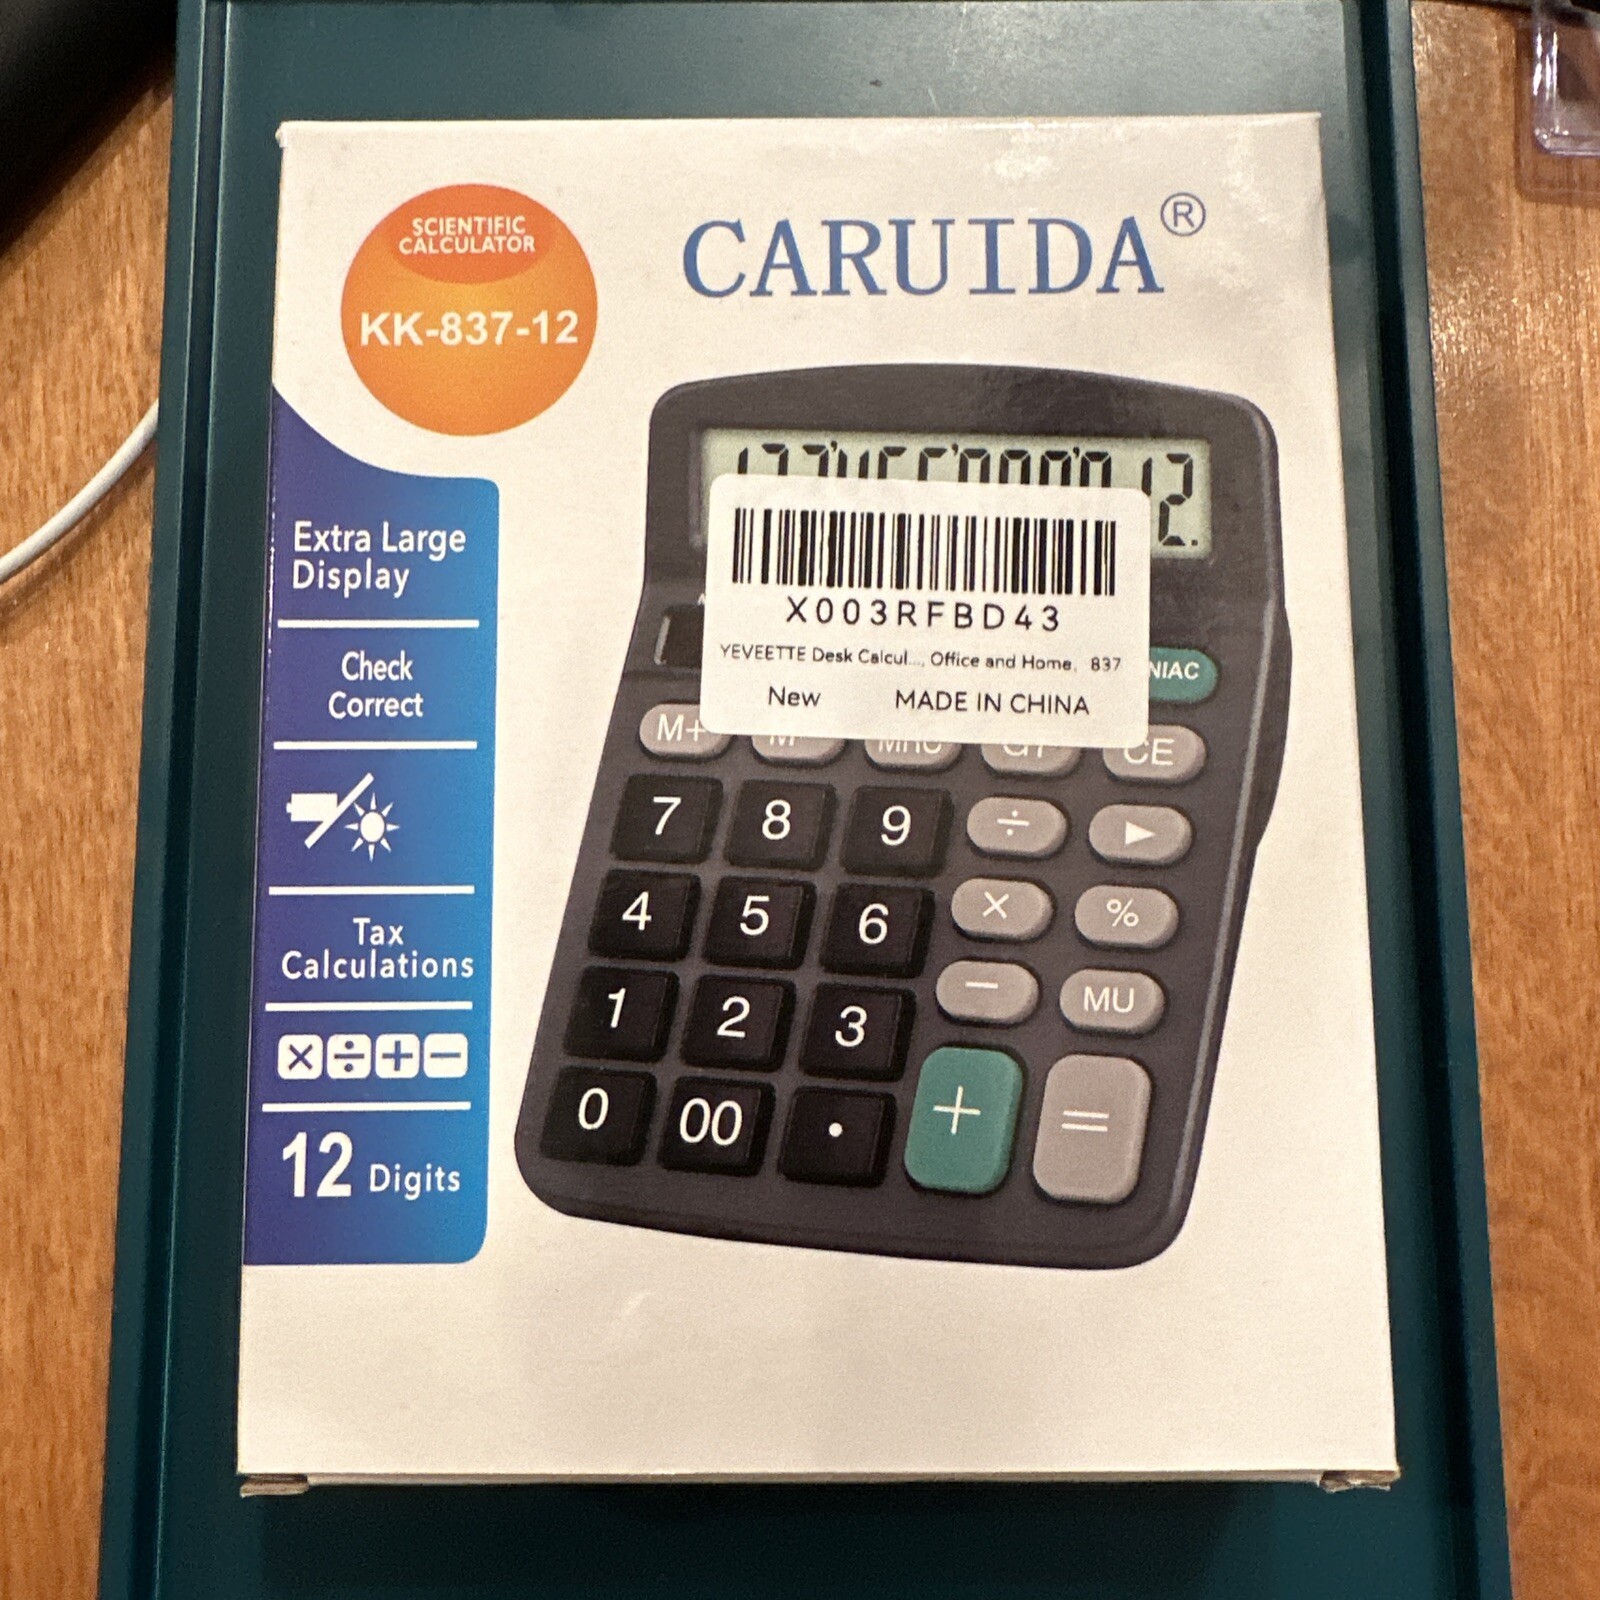 SCIENTIFIC
CALCULATOR
KK-837-12
CARUIDA®
Extra Large
Display
Check
Correct
Tax
Calculations
× ÷ + −
12 Digits
12.
X003RFBD43
YEVEETTE Desk Calcul..., Office and Home, 837
New MADE IN CHINA
M+ CE
7 8 9 ÷ ▶
4 5 6 × %
1 2 3 − MU
0 00 . + =